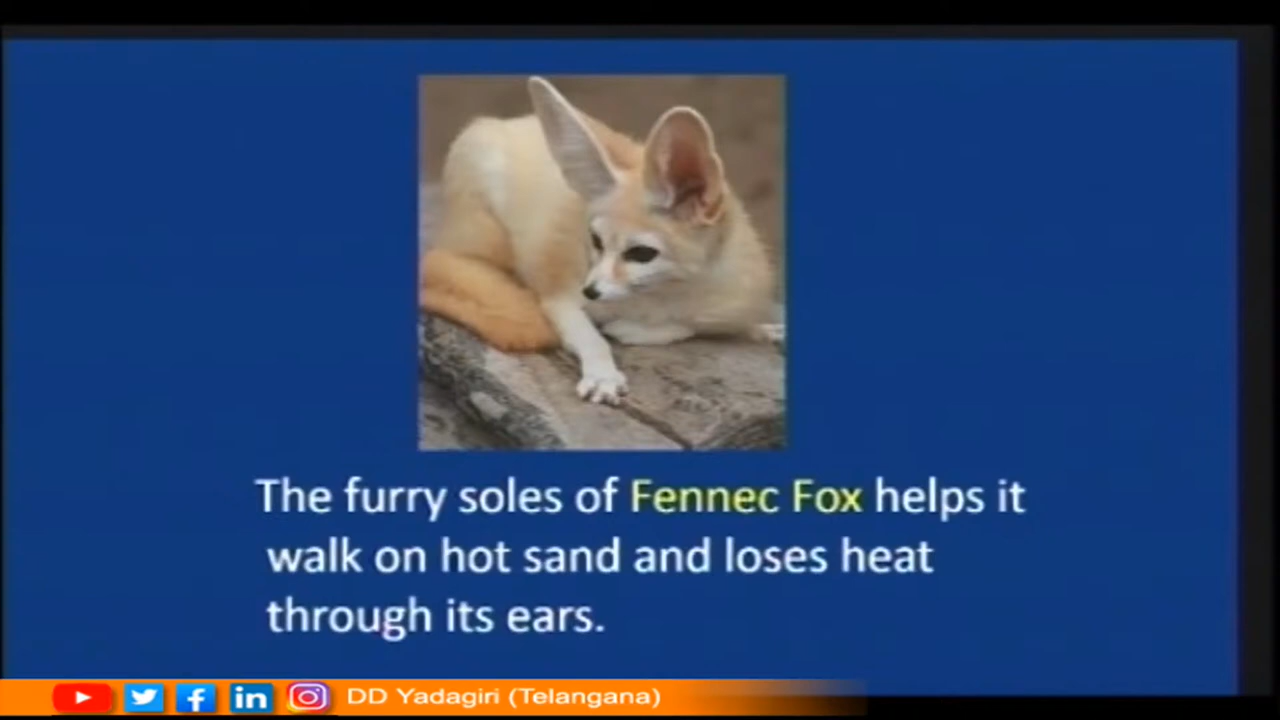 The furry soles of Fennec Fox helps it
walk on hot sand and loses heat
through its ears.
DD Yadagiri (Telangana)